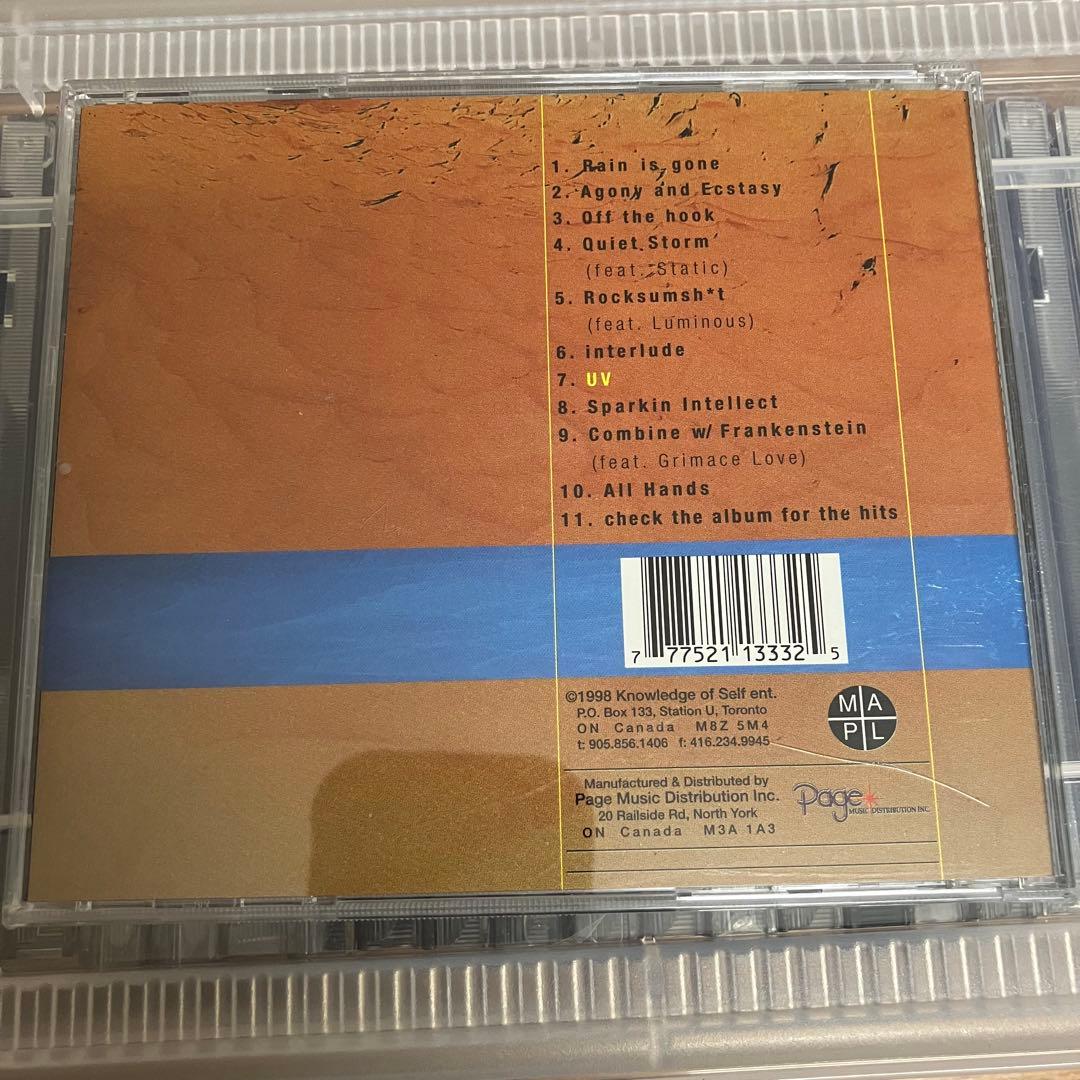 1. Rain is gone
2. Agony and Ecstasy
3. Off the hook
4. Quiet Storm
(feat. Static)
5. Rocksumsh*t
(feat. Luminous)
6. interlude
7. UV
8. Sparkin Intellect
9. Combine w/ Frankenstein
(feat. Grimace Love)
10. All Hands
11. check the album for the hits
7 77521 13332 5
©1998 Knowledge of Self ent.
P.O. Box 133, Station U, Toronto
ON Canada M8Z 5M4
t: 905.856.1406 f: 416.234.9945
M A
P L
Manufactured & Distributed by
Page Music Distribution Inc.
20 Railside Rd, North York
ON Canada M3A 1A3
Page
MUSIC DISTRIBUTION INC.